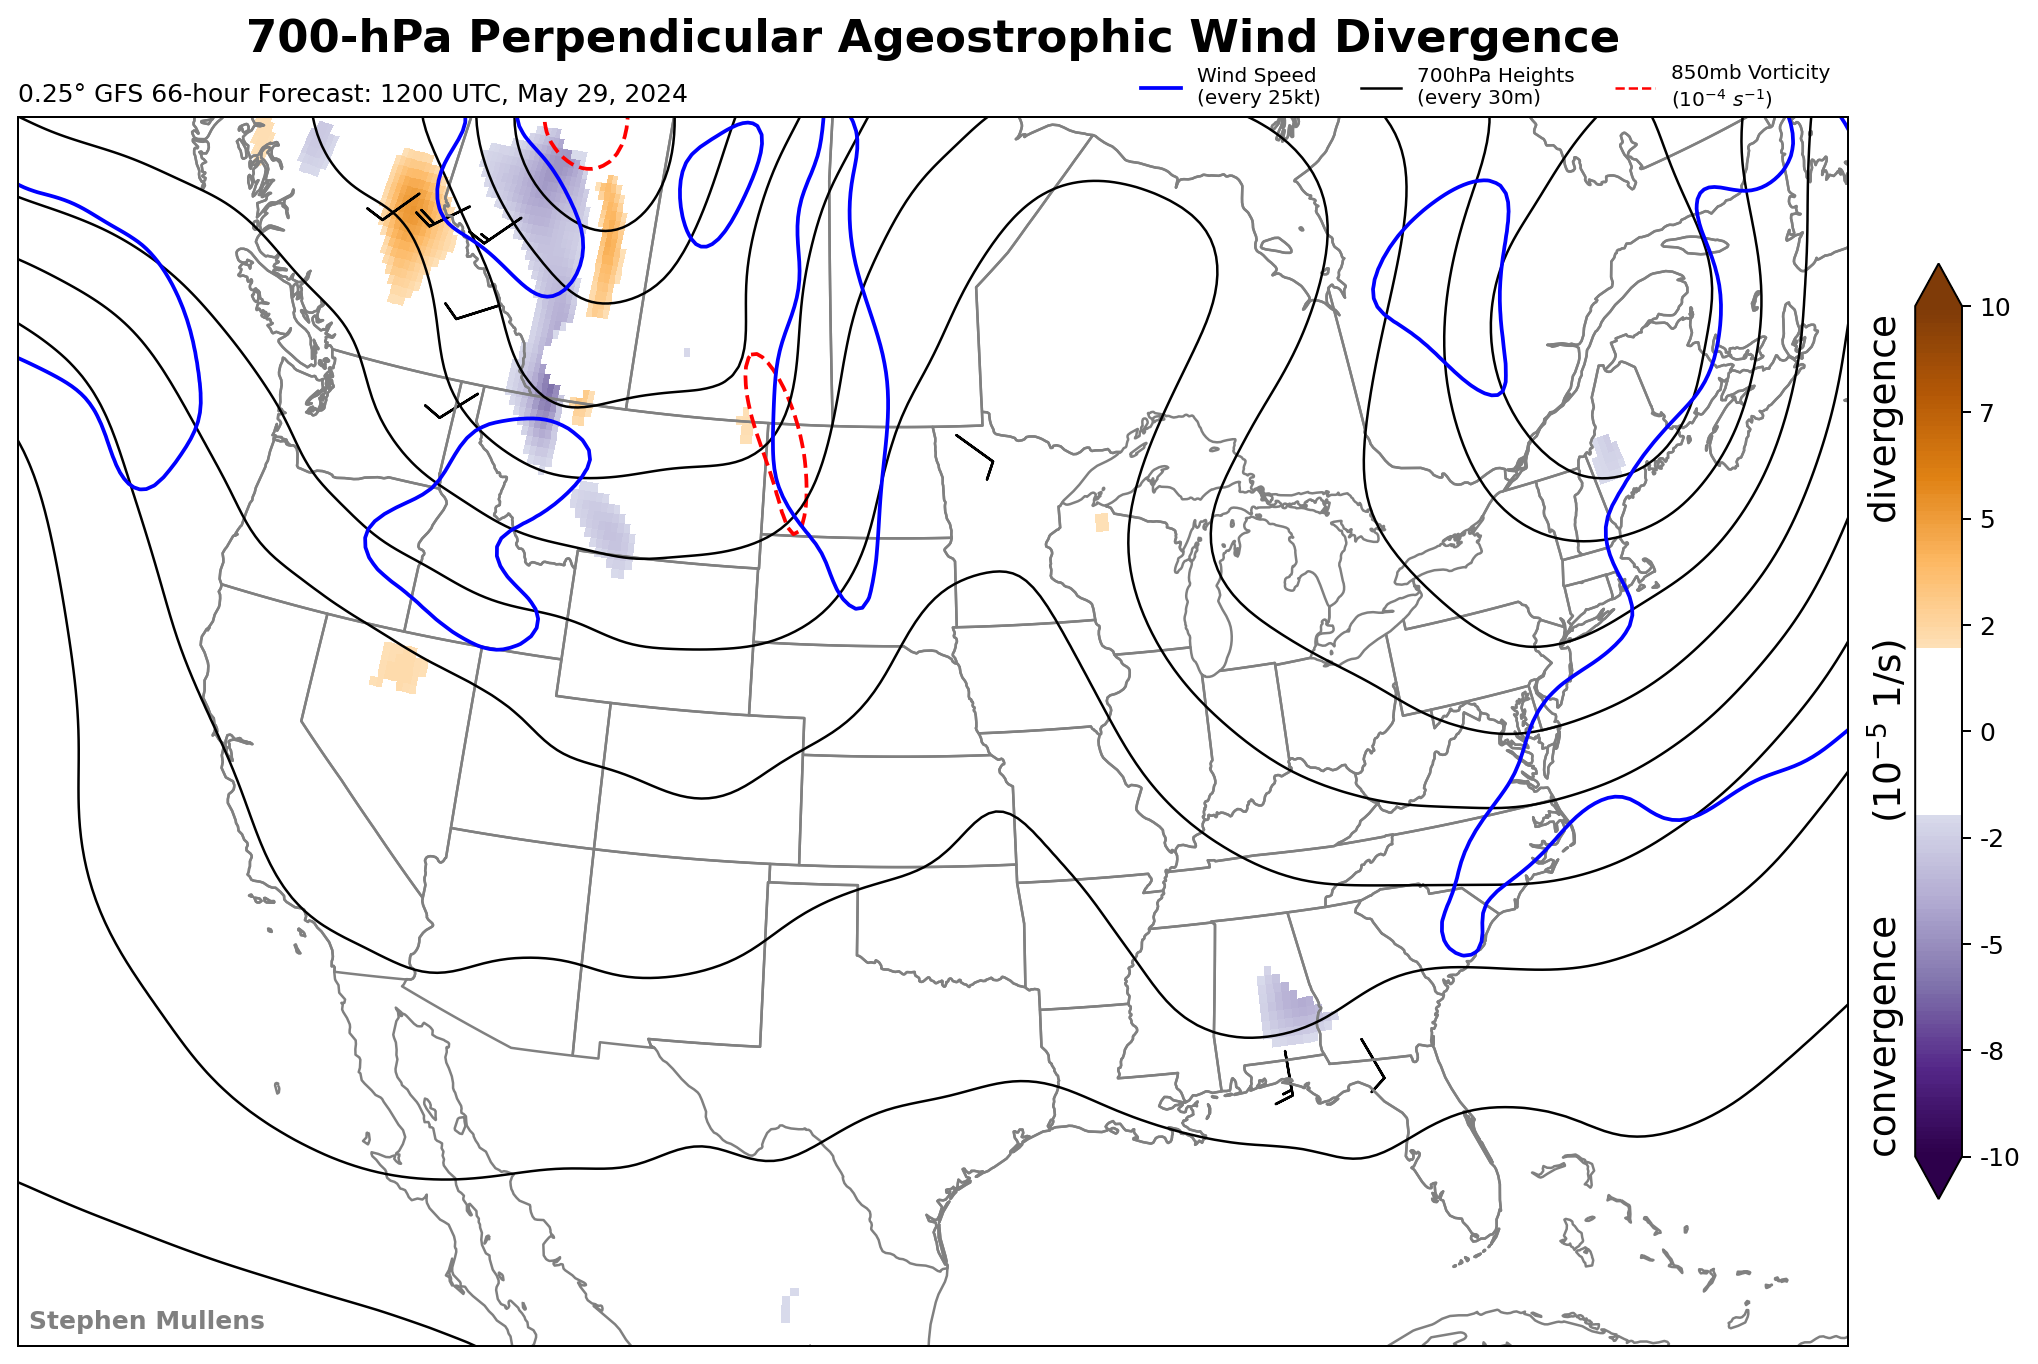 700-hPa Perpendicular Ageostrophic Wind Divergence
0.25° GFS 66-hour Forecast: 1200 UTC, May 29, 2024
Wind Speed
(every 25kt)
700hPa Heights
(every 30m)
850mb Vorticity
(10⁻⁴ s⁻¹)
10
7
5
2
0
-2
-5
-8
-10
convergence (10⁻⁵ 1/s) divergence
Stephen Mullens